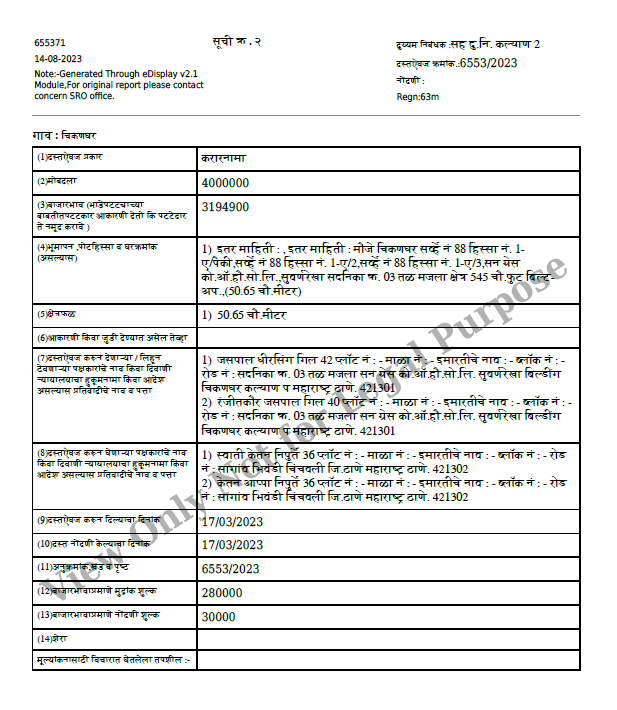 655371
सूची क्र. २
दुय्यम निबंधक :सह दु.नि. कल्याण 2
14-08-2023
दस्तऐवज क्रमांक.:6553/2023
Note:-Generated Through eDisplay v2.1
Module,For original report please contact
concern SRO office.
नोंदणी :
Regn:63m
गाव : चिकणघर
(1)दस्तऐवज प्रकार
करारनामा
(2)मोबदला
4000000
(3)बाजारभाव (भाडेपटटयाच्या
बाबतीतपटटकार आकारणी देतो कि पटटेदार
ते नमूद करावे )
3194900
(4)भूमापन ,पोटहिस्सा व घरक्रमांक
(असल्यास)
1) इतर माहिती : , इतर माहिती : मौजे चिकणघर सर्व्हे नं 88 हिस्सा नं. 1-
ए/पैकी,सर्व्हे नं 88 हिस्सा नं. 1-ए/2,सर्व्हे नं 88 हिस्सा नं. 1-ए/3,सन ग्रेस
को.ऑ.ही.सो.लि.,सुवर्णरेखा सदनिका क्र. 03 तळ मजला क्षेत्र 545 चौ.फुट बिल्ट-
अप.,(50.65 चौ.मीटर)
(5)क्षेत्रफळ
1) 50.65 चौ.मीटर
(6)आकारणी किंवा जुडी देण्यात असेल तेव्हा
(7)दस्तऐवज करून देणाऱ्या / लिहून
ठेवणाऱ्या पक्षकाराचे नाव किंवा दिवाणी
न्यायालयाचा हुकूमनामा किंवा आदेश
असल्यास प्रतिवादीचे नाव व पत्ता
1) जसपाल धीरसिंग गिल 42 प्लॉट नं : - माळा नं : - इमारतीचे नाव : - ब्लॉक नं : -
रोड नं : सदनिका क्र. 03 तळ मजला सन ग्रेस को.ऑ.ही.सो.लि. सुवर्णरेखा बिल्डींग
चिकणघर कल्याण प महाराष्ट्र ठाणे. 421301
2) रंजीतकौर जसपाल गिल 40 प्लॉट नं : - माळा नं : - इमारतीचे नाव : - ब्लॉक नं : -
रोड नं : सदनिका क्र. 03 तळ मजला सन ग्रेस को.ऑ.ही.सो.लि. सुवर्णरेखा बिल्डींग
चिकणघर कल्याण प महाराष्ट्र ठाणे. 421301
(8)दस्तऐवज करून घेणाऱ्या पक्षकाराचे नाव
किंवा दिवाणी न्यायालयाचा हुकूमनामा किंवा
आदेश असल्यास प्रतिवादीचे नाव व पत्ता
1) स्वाती केतन निपुर्ते 36 प्लॉट नं : - माळा नं : - इमारतीचे नाव : - ब्लॉक नं : - रोड
नं : सोंगाव भिवंडी चिंचवली जि.ठाणे महाराष्ट्र ठाणे. 421302
2) केतन आप्पा निपुर्ते 36 प्लॉट नं : - माळा नं : - इमारतीचे नाव : - ब्लॉक नं : - रोड
नं : सोंगाव भिवंडी चिंचवली जि.ठाणे महाराष्ट्र ठाणे. 421302
(9)दस्तऐवज करून दिल्याचा दिनांक
17/03/2023
(10)दस्त नोंदणी केल्याचा दिनांक
17/03/2023
(11)अनुक्रमांक,खंड व पृष्ट
6553/2023
(12)बाजारभावाप्रमाणे मुद्रांक शुल्क
280000
(13)बाजारभावाप्रमाणे नोंदणी शुल्क
30000
(14)शेरा
मूल्यांकनासाठी विचारात घेतलेला तपशील :-
View Only Not for Legal Purpose